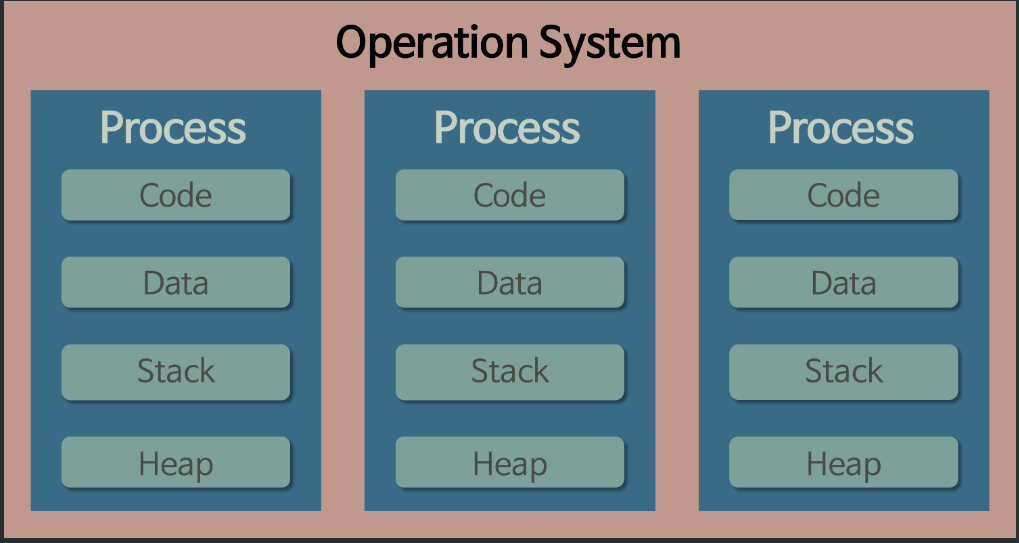 Operation System
Process
Code
Data
Stack
Heap
Process
Code
Data
Stack
Heap
Process
Code
Data
Stack
Heap